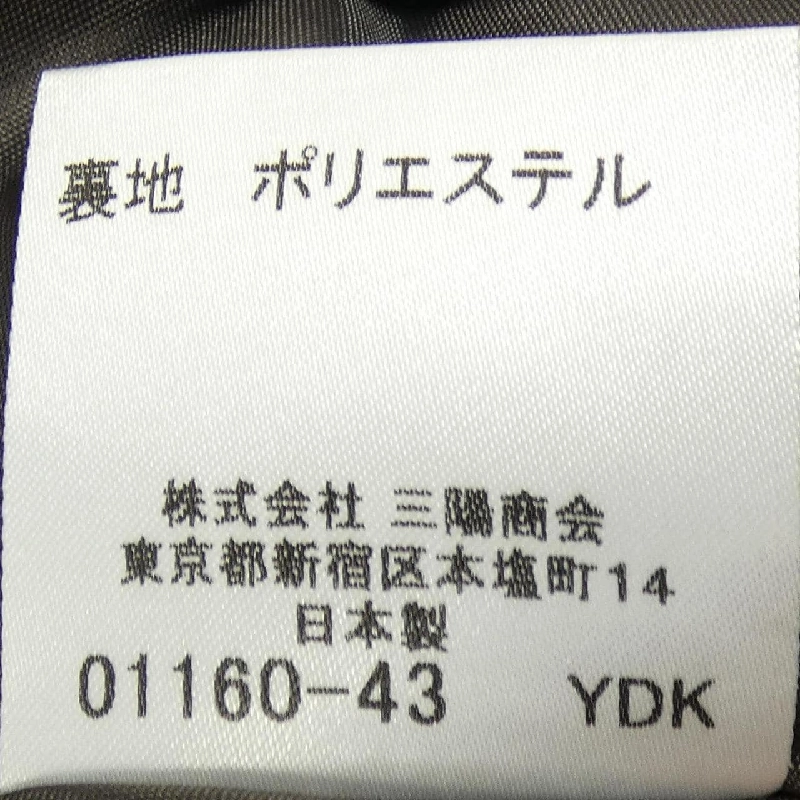 裏地　ポリエステル
株式会社 三陽商会
東京都新宿区本塩町14
日本製
01160-43　YDK